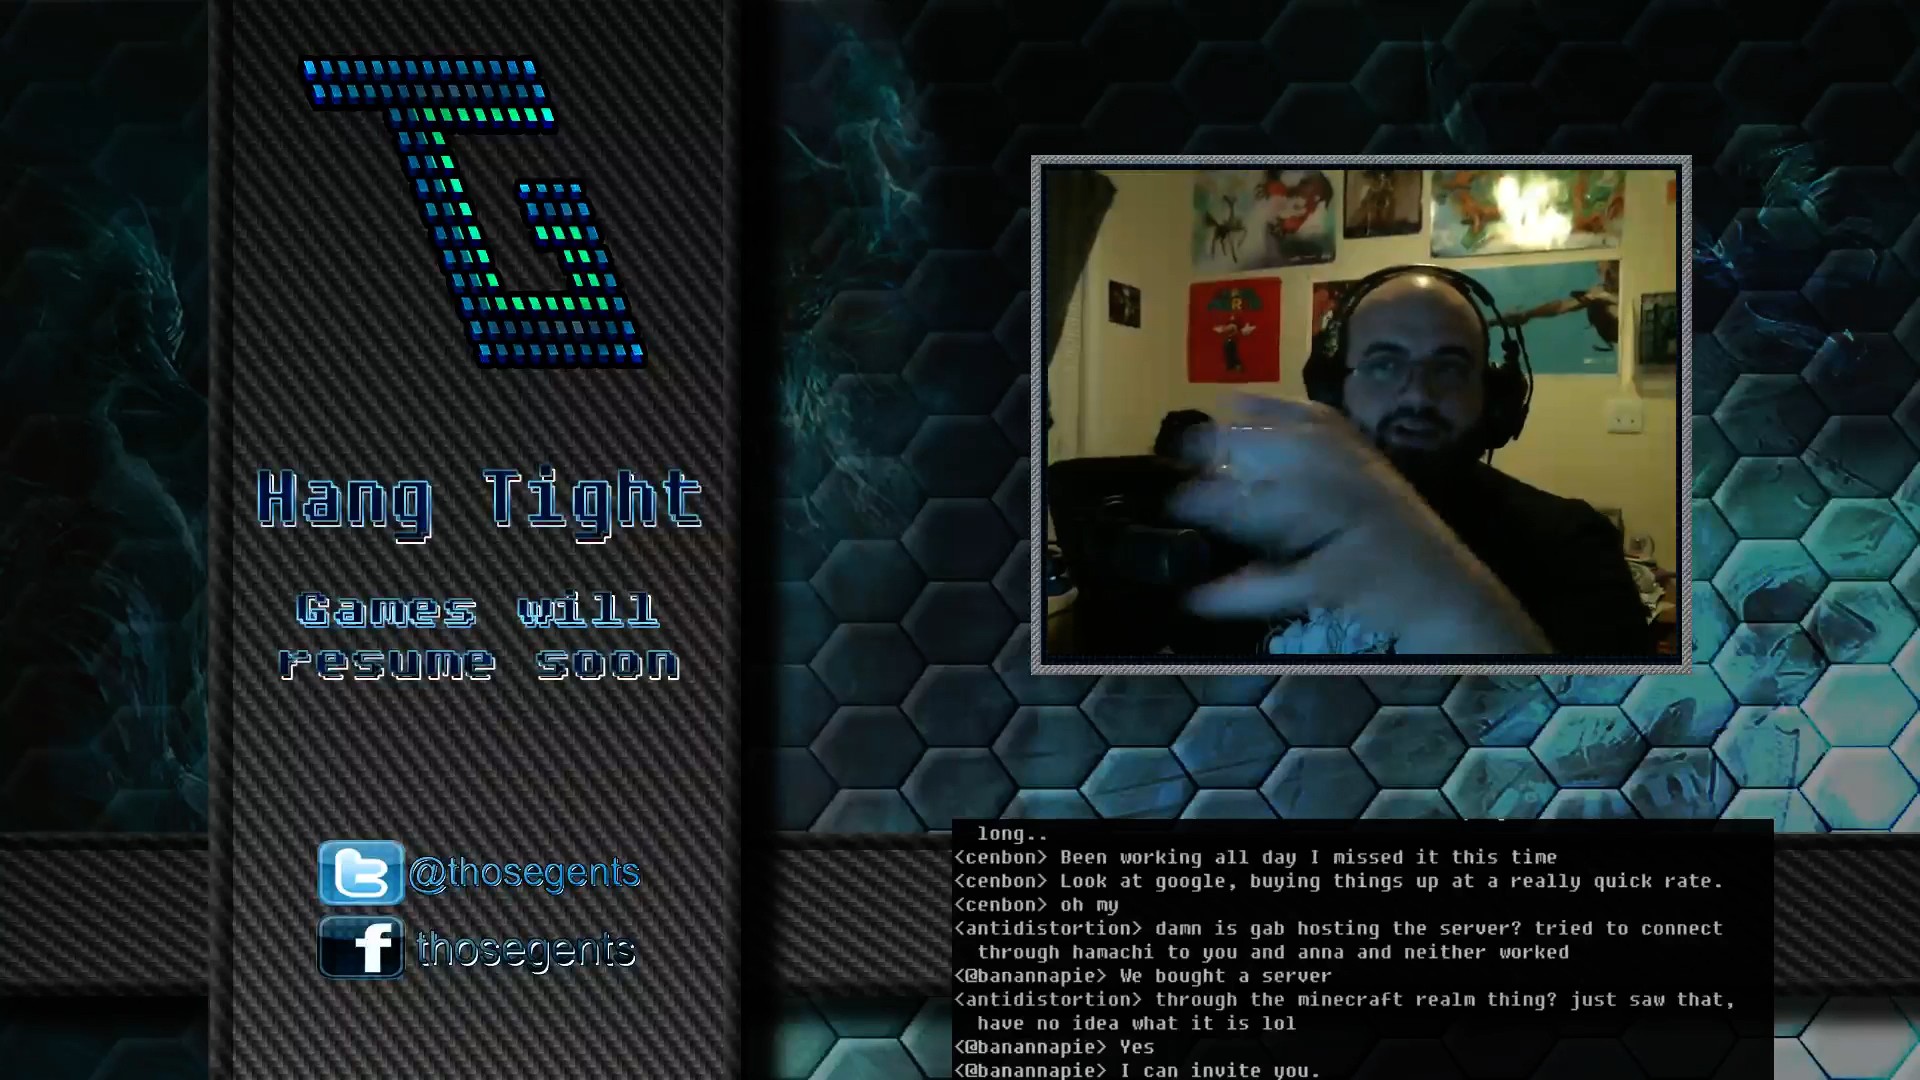 Hang Tight
Games will
resume soon
@thosegents
thosegents
long..
<cenbon> Been working all day I missed it this time
<cenbon> Look at google, buying things up at a really quick rate.
<cenbon> oh my
<antidistortion> damn is gab hosting the server? tried to connect
through hamachi to you and anna and neither worked
<@banannapie> We bought a server
<antidistortion> through the minecraft realm thing? just saw that,
have no idea what it is lol
<@banannapie> Yes
<@banannapie> I can invite you.